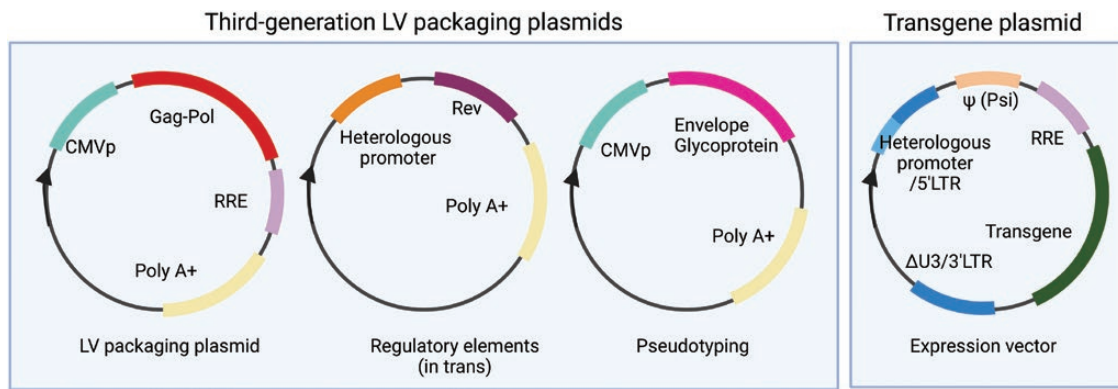 Third-generation LV packaging plasmids
Transgene plasmid
CMVp
Gag-Pol
RRE
Poly A+
LV packaging plasmid
Heterologous
promoter
Rev
Poly A+
Regulatory elements
(in trans)
CMVp
Envelope
Glycoprotein
Poly A+
Pseudotyping
Heterologous
promoter
/5'LTR
ψ (Psi)
RRE
Transgene
ΔU3/3'LTR
Expression vector